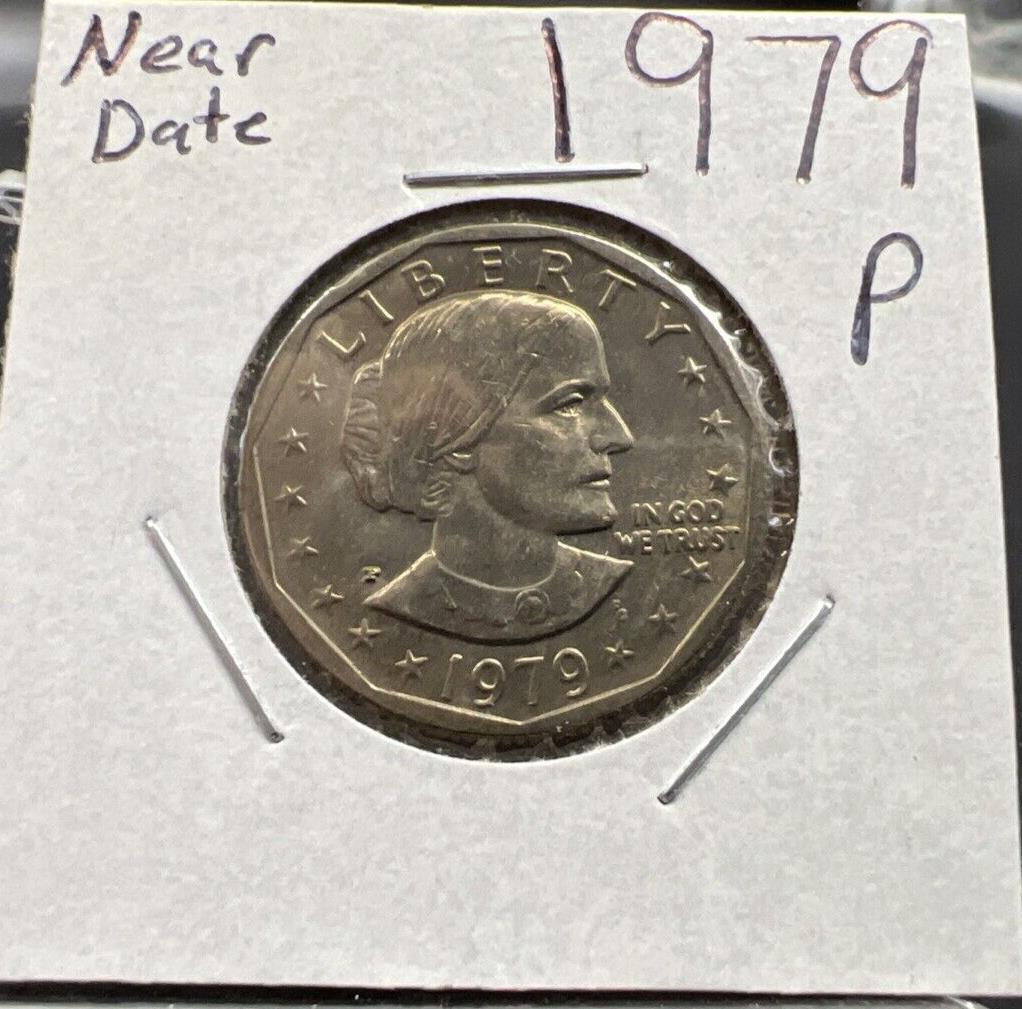 Near 1979
Date
P
LIBERTY
IN GOD
WE TRUST
P
1979